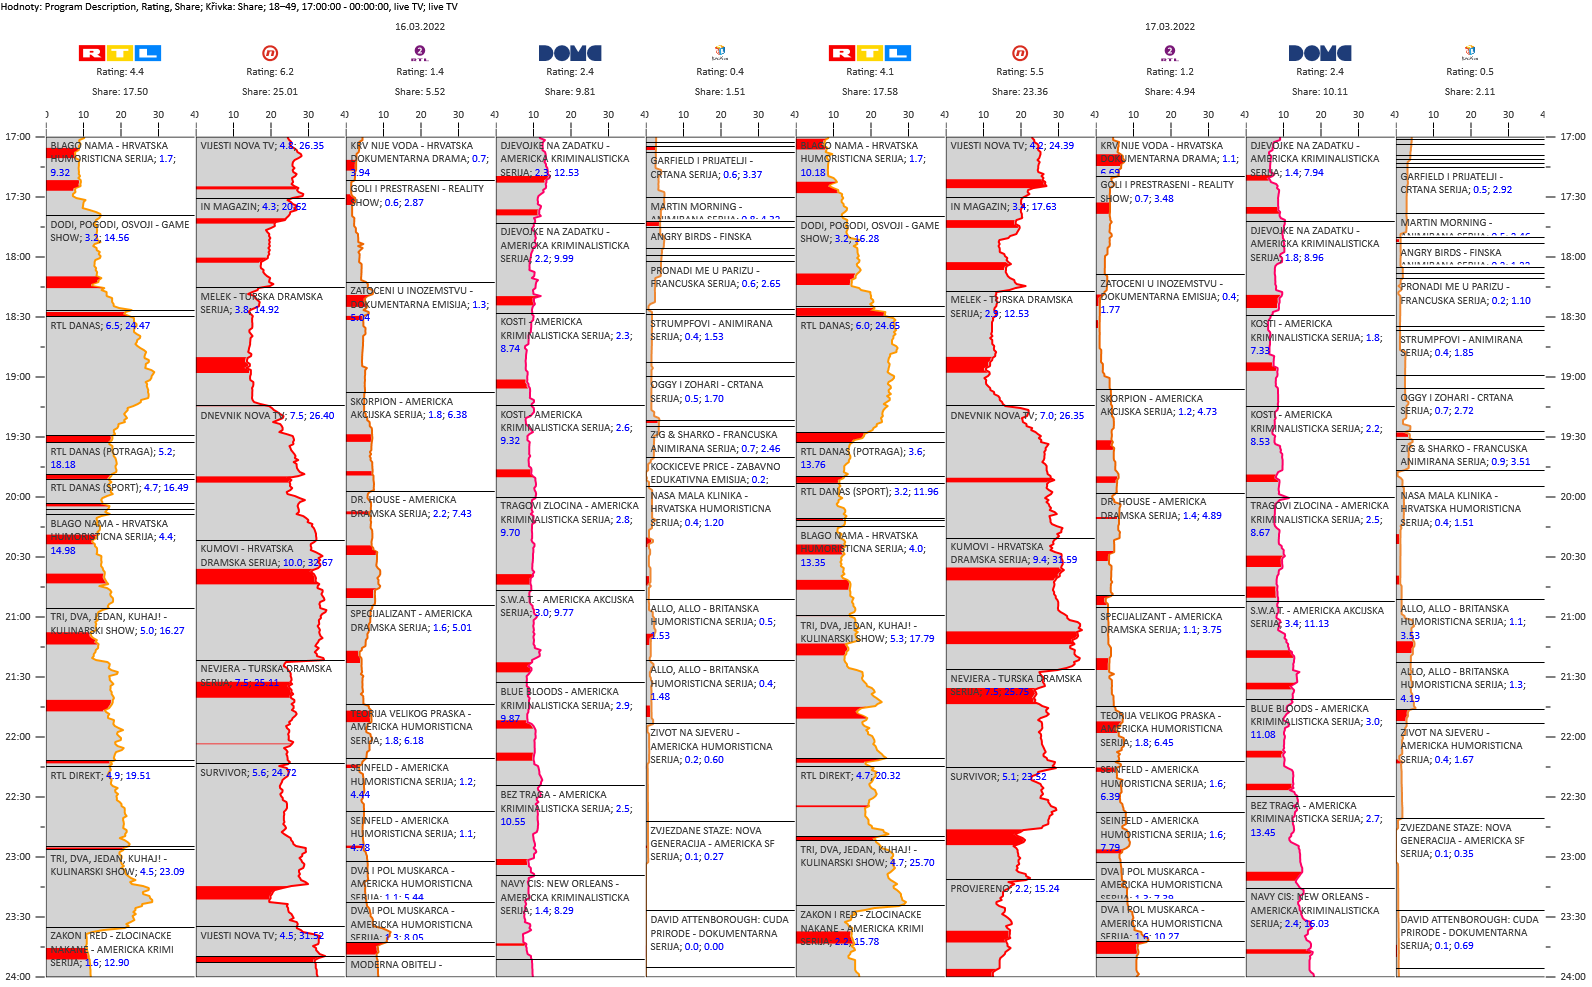 Hodnoty: Program Description, Rating, Share; Křivka: Share; 18–49, 17:00:00 - 00:00:00, live TV; live TV
16.03.2022
17.03.2022
RTL
Rating: 4.4
Share: 17.50
Rating: 6.2
Share: 25.01
2
RTL
Rating: 1.4
Share: 5.52
DOMA
Rating: 2.4
Share: 9.81
Rating: 0.4
Share: 1.51
RTL
Rating: 4.1
Share: 17.58
Rating: 5.5
Share: 23.36
2
RTL
Rating: 1.2
Share: 4.94
DOMA
Rating: 2.4
Share: 10.11
Rating: 0.5
Share: 2.11
17:00
17:30
18:00
18:30
19:00
19:30
20:00
20:30
21:00
21:30
22:00
22:30
23:00
23:30
24:00
BLAGO NAMA - HRVATSKA
HUMORISTICNA SERIJA; 1.7;
9.32
DODI, POGODI, OSVOJI - GAME
SHOW; 3.2; 14.56
RTL DANAS; 6.5; 24.47
RTL DANAS (POTRAGA); 5.2;
18.18
RTL DANAS (SPORT); 4.7; 16.49
BLAGO NAMA - HRVATSKA
HUMORISTICNA SERIJA; 4.4;
14.98
TRI, DVA, JEDAN, KUHAJ! -
KULINARSKI SHOW; 5.0; 16.27
RTL DIREKT; 4.9; 19.51
TRI, DVA, JEDAN, KUHAJ! -
KULINARSKI SHOW; 4.5; 23.09
ZAKON I RED - ZLOCINACKE
NAKANE - AMERICKA KRIMI
SERIJA; 1.6; 12.90
VIJESTI NOVA TV; 4.8; 26.35
IN MAGAZIN; 4.3; 20.62
MELEK - TURSKA DRAMSKA
SERIJA; 3.8; 14.92
DNEVNIK NOVA TV; 7.5; 26.40
KUMOVI - HRVATSKA
DRAMSKA SERIJA; 10.0; 32.67
NEVJERA - TURSKA DRAMSKA
SERIJA; 7.5; 25.11
SURVIVOR; 5.6; 24.72
VIJESTI NOVA TV; 4.5; 31.52
KRV NIJE VODA - HRVATSKA
DOKUMENTARNA DRAMA; 0.7;
3.94
GOLI I PRESTRASENI - REALITY
SHOW; 0.6; 2.87
ZATOCENI U INOZEMSTVU -
DOKUMENTARNA EMISIJA; 1.3;
5.04
SKORPION - AMERICKA
AKCIJSKA SERIJA; 1.8; 6.38
DR. HOUSE - AMERICKA
DRAMSKA SERIJA; 2.2; 7.43
SPECIJALIZANT - AMERICKA
DRAMSKA SERIJA; 1.6; 5.01
TEORIJA VELIKOG PRASKA -
AMERICKA HUMORISTICNA
SERIJA; 1.8; 6.18
SEINFELD - AMERICKA
HUMORISTICNA SERIJA; 1.2;
4.44
SEINFELD - AMERICKA
HUMORISTICNA SERIJA; 1.1;
4.78
DVA I POL MUSKARCA -
AMERICKA HUMORISTICNA
SERIJA; 1.1; 5.44
DVA I POL MUSKARCA -
AMERICKA HUMORISTICNA
SERIJA; 1.3; 8.05
MODERNA OBITELJ -
DJEVOJKE NA ZADATKU -
AMERICKA KRIMINALISTICKA
SERIJA; 2.3; 12.53
DJEVOJKE NA ZADATKU -
AMERICKA KRIMINALISTICKA
SERIJA; 2.2; 9.99
KOSTI - AMERICKA
KRIMINALISTICKA SERIJA; 2.3;
8.74
KOSTI - AMERICKA
KRIMINALISTICKA SERIJA; 2.6;
9.32
TRAGOVI ZLOCINA - AMERICKA
KRIMINALISTICKA SERIJA; 2.8;
9.70
S.W.A.T. - AMERICKA AKCIJSKA
SERIJA; 3.0; 9.77
BLUE BLOODS - AMERICKA
KRIMINALISTICKA SERIJA; 2.9;
9.87
BEZ TRAGA - AMERICKA
KRIMINALISTICKA SERIJA; 2.5;
10.55
NAVY CIS: NEW ORLEANS -
AMERICKA KRIMINALISTICKA
SERIJA; 1.4; 8.29
GARFIELD I PRIJATELJI -
CRTANA SERIJA; 0.6; 3.37
MARTIN MORNING -
ANIMIRANA SERIJA; 0.8; 4.32
ANGRY BIRDS - FINSKA
PRONADI ME U PARIZU -
FRANCUSKA SERIJA; 0.6; 2.65
STRUMPFOVI - ANIMIRANA
SERIJA; 0.4; 1.53
OGGY I ZOHARI - CRTANA
SERIJA; 0.5; 1.70
ZIG & SHARKO - FRANCUSKA
ANIMIRANA SERIJA; 0.7; 2.46
KOCKICEVE PRICE - ZABAVNO
EDUKATIVNA EMISIJA; 0.2;
NASA MALA KLINIKA -
HRVATSKA HUMORISTICNA
SERIJA; 0.4; 1.20
ALLO, ALLO - BRITANSKA
HUMORISTICNA SERIJA; 0.5;
1.53
ALLO, ALLO - BRITANSKA
HUMORISTICNA SERIJA; 0.4;
1.48
ZIVOT NA SJEVERU -
AMERICKA HUMORISTICNA
SERIJA; 0.2; 0.60
ZVJEZDANE STAZE: NOVA
GENERACIJA - AMERICKA SF
SERIJA; 0.1; 0.27
DAVID ATTENBOROUGH: CUDA
PRIRODE - DOKUMENTARNA
SERIJA; 0.0; 0.00
BLAGO NAMA - HRVATSKA
HUMORISTICNA SERIJA; 1.7;
10.18
DODI, POGODI, OSVOJI - GAME
SHOW; 3.2; 16.28
RTL DANAS; 6.0; 24.65
RTL DANAS (POTRAGA); 3.6;
13.76
RTL DANAS (SPORT); 3.2; 11.96
BLAGO NAMA - HRVATSKA
HUMORISTICNA SERIJA; 4.0;
13.35
TRI, DVA, JEDAN, KUHAJ! -
KULINARSKI SHOW; 5.3; 17.79
RTL DIREKT; 4.7; 20.32
TRI, DVA, JEDAN, KUHAJ! -
KULINARSKI SHOW; 4.7; 25.70
ZAKON I RED - ZLOCINACKE
NAKANE - AMERICKA KRIMI
SERIJA; 2.2; 15.78
VIJESTI NOVA TV; 4.2; 24.39
IN MAGAZIN; 3.4; 17.63
MELEK - TURSKA DRAMSKA
SERIJA; 2.9; 12.53
DNEVNIK NOVA TV; 7.0; 26.35
KUMOVI - HRVATSKA
DRAMSKA SERIJA; 9.4; 31.59
NEVJERA - TURSKA DRAMSKA
SERIJA; 7.5; 25.75
SURVIVOR; 5.1; 23.52
PROVJERENO; 2.2; 15.24
KRV NIJE VODA - HRVATSKA
DOKUMENTARNA DRAMA; 1.1;
6.69
GOLI I PRESTRASENI - REALITY
SHOW; 0.7; 3.48
ZATOCENI U INOZEMSTVU -
DOKUMENTARNA EMISIJA; 0.4;
1.77
SKORPION - AMERICKA
AKCIJSKA SERIJA; 1.2; 4.73
DR. HOUSE - AMERICKA
DRAMSKA SERIJA; 1.4; 4.89
SPECIJALIZANT - AMERICKA
DRAMSKA SERIJA; 1.1; 3.75
TEORIJA VELIKOG PRASKA -
AMERICKA HUMORISTICNA
SERIJA; 1.8; 6.45
SEINFELD - AMERICKA
HUMORISTICNA SERIJA; 1.6;
6.39
SEINFELD - AMERICKA
HUMORISTICNA SERIJA; 1.6;
7.79
DVA I POL MUSKARCA -
AMERICKA HUMORISTICNA
SERIJA; 1.3; 7.39
DVA I POL MUSKARCA -
AMERICKA HUMORISTICNA
SERIJA; 1.6; 10.27
DJEVOJKE NA ZADATKU -
AMERICKA KRIMINALISTICKA
SERIJA; 1.4; 7.94
DJEVOJKE NA ZADATKU -
AMERICKA KRIMINALISTICKA
SERIJA; 1.8; 8.96
KOSTI - AMERICKA
KRIMINALISTICKA SERIJA; 1.8;
7.33
KOSTI - AMERICKA
KRIMINALISTICKA SERIJA; 2.2;
8.53
TRAGOVI ZLOCINA - AMERICKA
KRIMINALISTICKA SERIJA; 2.5;
8.67
S.W.A.T. - AMERICKA AKCIJSKA
SERIJA; 3.4; 11.13
BLUE BLOODS - AMERICKA
KRIMINALISTICKA SERIJA; 3.0;
11.08
BEZ TRAGA - AMERICKA
KRIMINALISTICKA SERIJA; 2.7;
13.45
NAVY CIS: NEW ORLEANS -
AMERICKA KRIMINALISTICKA
SERIJA; 2.4; 16.03
GARFIELD I PRIJATELJI -
CRTANA SERIJA; 0.5; 2.92
MARTIN MORNING -
ANIMIRANA SERIJA;
ANGRY BIRDS - FINSKA
ANIMIRANA SERIJA;
PRONADI ME U PARIZU -
FRANCUSKA SERIJA; 0.2; 1.10
STRUMPFOVI - ANIMIRANA
SERIJA; 0.4; 1.85
OGGY I ZOHARI - CRTANA
SERIJA; 0.7; 2.72
ZIG & SHARKO - FRANCUSKA
ANIMIRANA SERIJA; 0.9; 3.51
NASA MALA KLINIKA -
HRVATSKA HUMORISTICNA
SERIJA; 0.4; 1.51
ALLO, ALLO - BRITANSKA
HUMORISTICNA SERIJA; 1.1;
3.53
ALLO, ALLO - BRITANSKA
HUMORISTICNA SERIJA; 1.3;
4.19
ZIVOT NA SJEVERU -
AMERICKA HUMORISTICNA
SERIJA; 0.4; 1.67
ZVJEZDANE STAZE: NOVA
GENERACIJA - AMERICKA SF
SERIJA; 0.1; 0.35
DAVID ATTENBOROUGH: CUDA
PRIRODE - DOKUMENTARNA
SERIJA; 0.1; 0.69